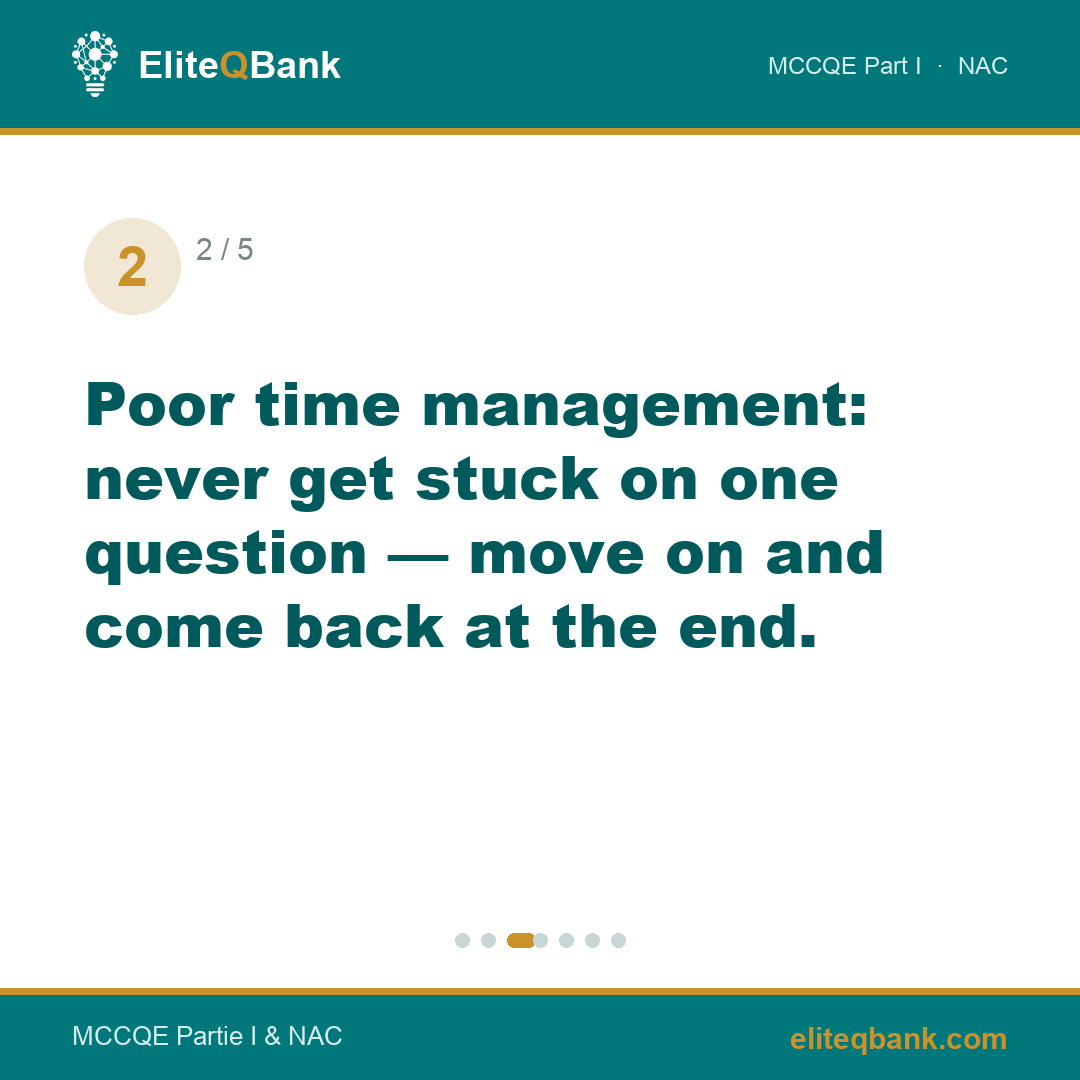 EliteQBank
MCCQE Part I · NAC
2
2 / 5
Poor time management:
never get stuck on one
question — move on and
come back at the end.
MCCQE Partie I & NAC
eliteqbank.com